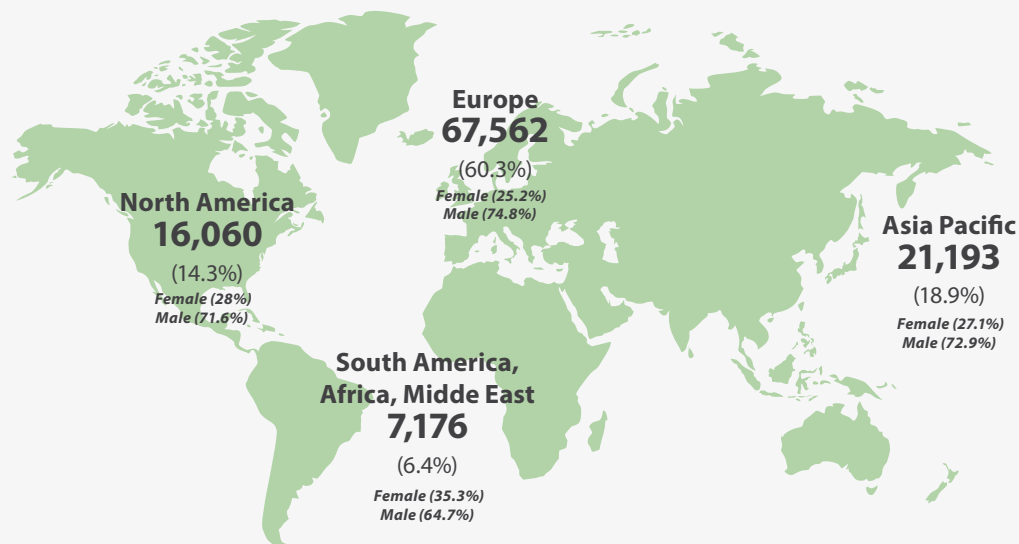 Europe
67,562
(60.3%)
Female (25.2%)
Male (74.8%)
North America
16,060
(14.3%)
Female (28%)
Male (71.6%)
Asia Pacific
21,193
(18.9%)
Female (27.1%)
Male (72.9%)
South America,
Africa, Midde East
7,176
(6.4%)
Female (35.3%)
Male (64.7%)